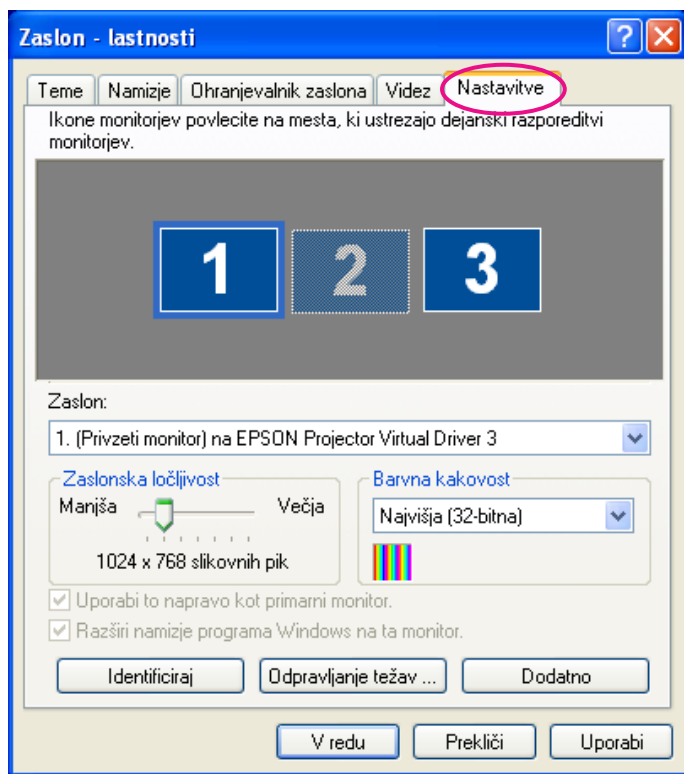 Zaslon - lastnosti
Teme Namizje Ohranjevalnik zaslona Videz Nastavitve
Ikone monitorjev povlecite na mesta, ki ustrezajo dejanski razporeditvi
monitorjev.
1 2 3
Zaslon:
1. (Privzeti monitor) na EPSON Projector Virtual Driver 3
Zaslonska ločljivost
Manjša Večja
1024 x 768 slikovnih pik
Barvna kakovost
Najvišja (32-bitna)
Uporabi to napravo kot primarni monitor.
Razširi namizje programa Windows na ta monitor.
Identificiraj Odpravljanje težav ... Dodatno
V redu Prekliči Uporabi